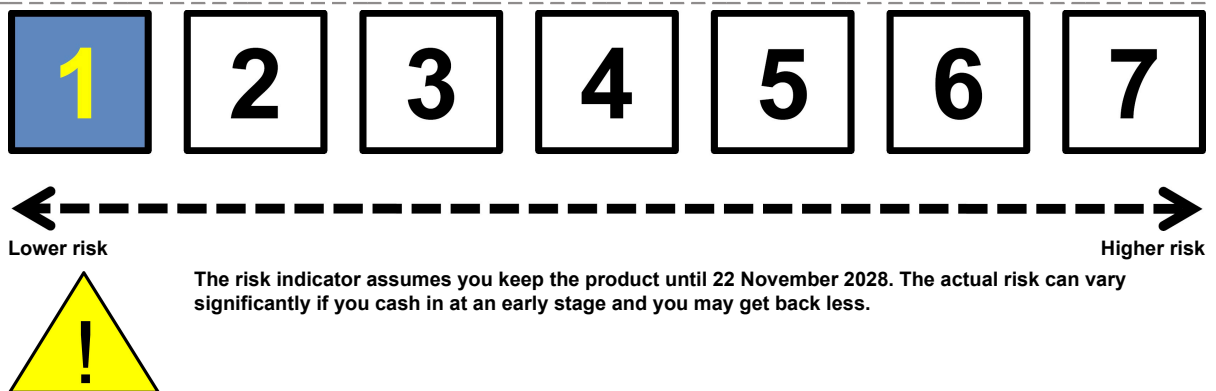 1 2 3 4 5 6 7
Lower risk Higher risk
The risk indicator assumes you keep the product until 22 November 2028. The actual risk can vary
significantly if you cash in at an early stage and you may get back less.
!